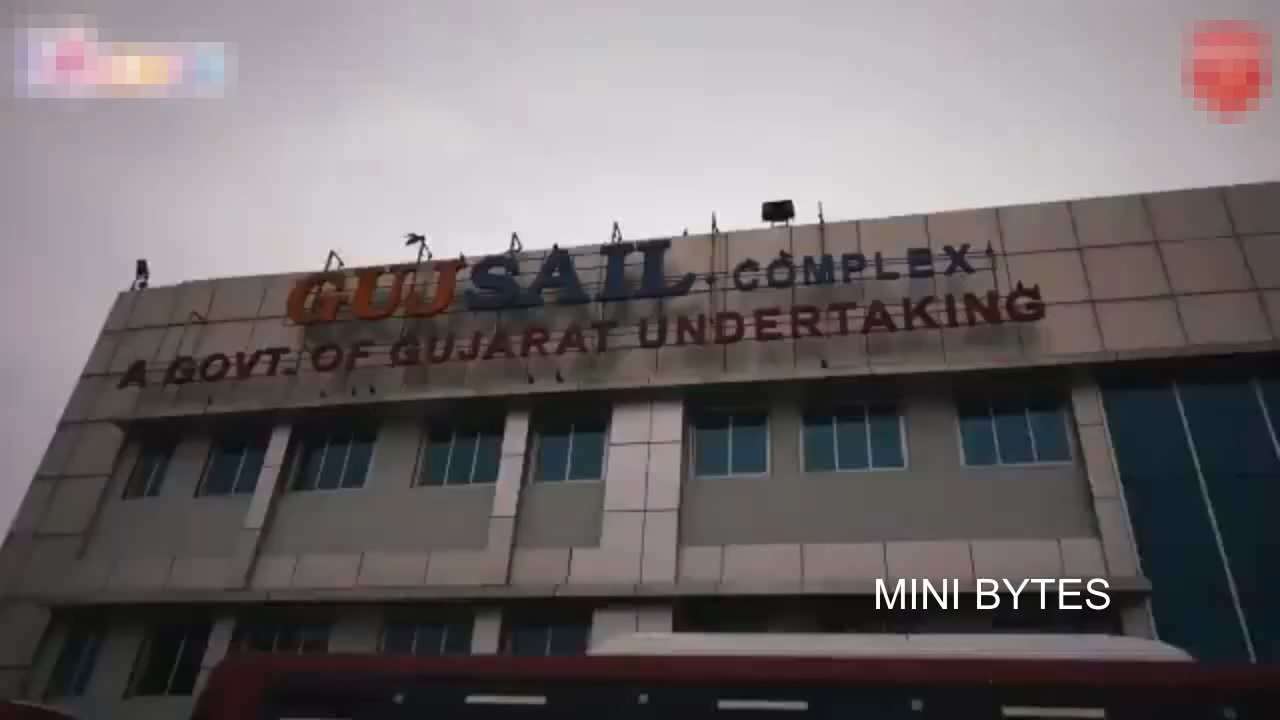 GUJSAIL COMPLEX
A GOVT. OF GUJARAT UNDERTAKING
MINI BYTES